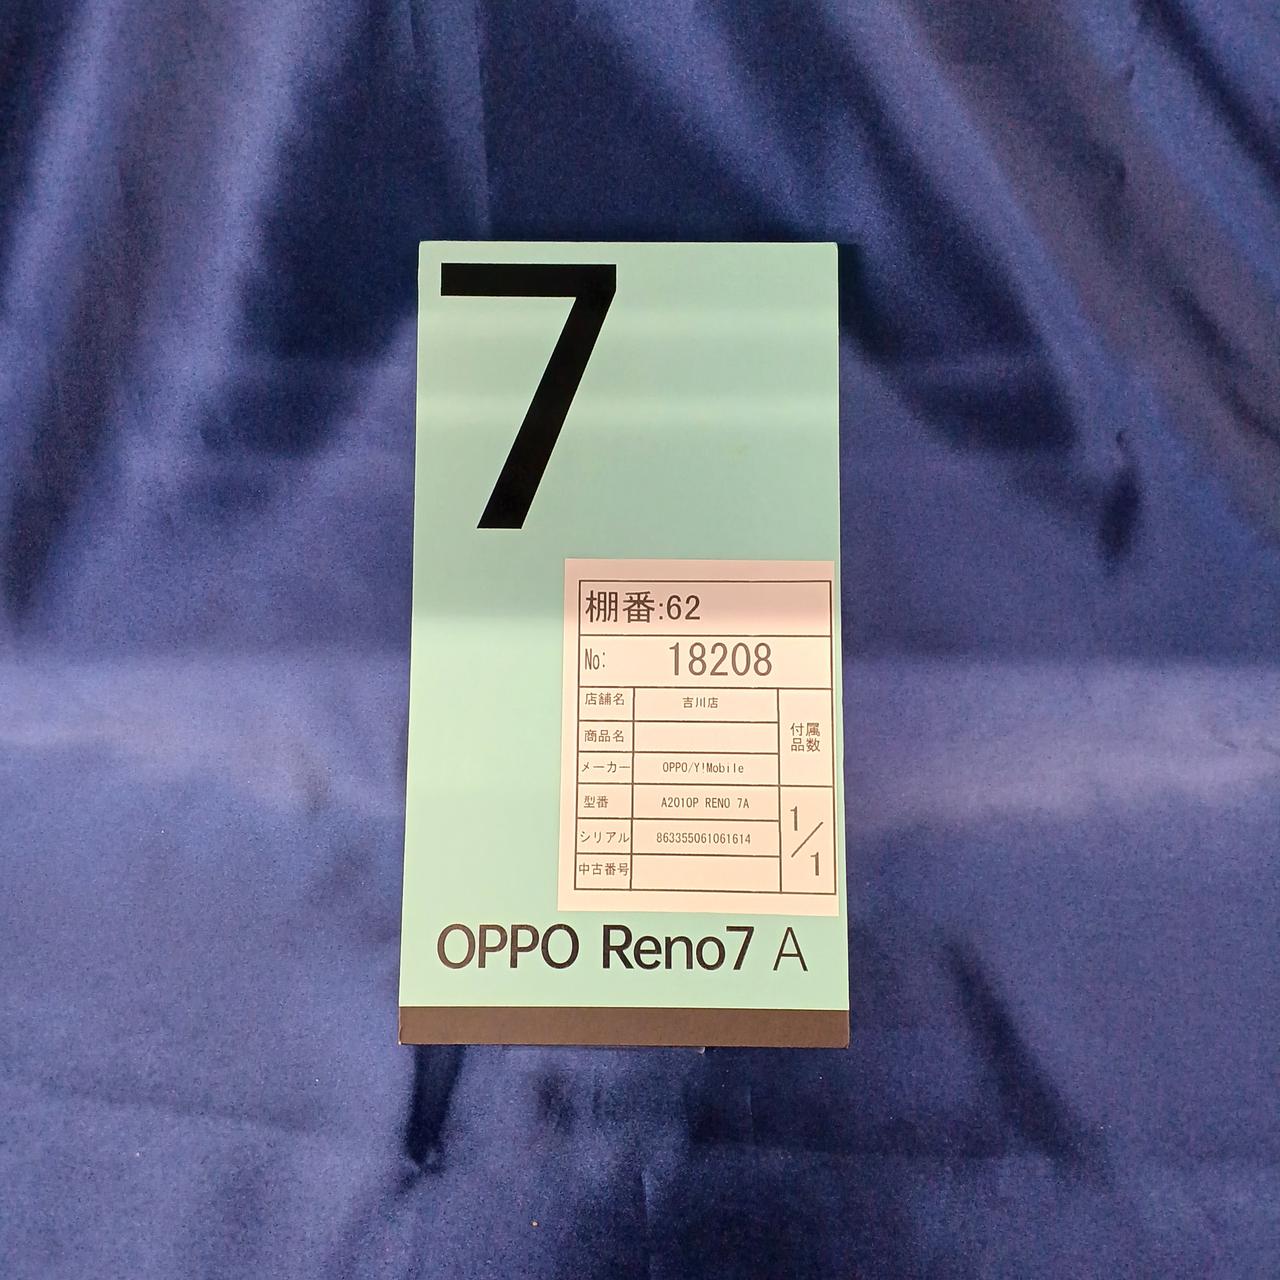 7
棚番:62
No: 18208
店舗名 吉川店
付属品数
商品名
メーカー OPPO/Y!Mobile
型番 A2010P RENO 7A
1/1
シリアル 863355061061614
中古番号
OPPO Reno7 A